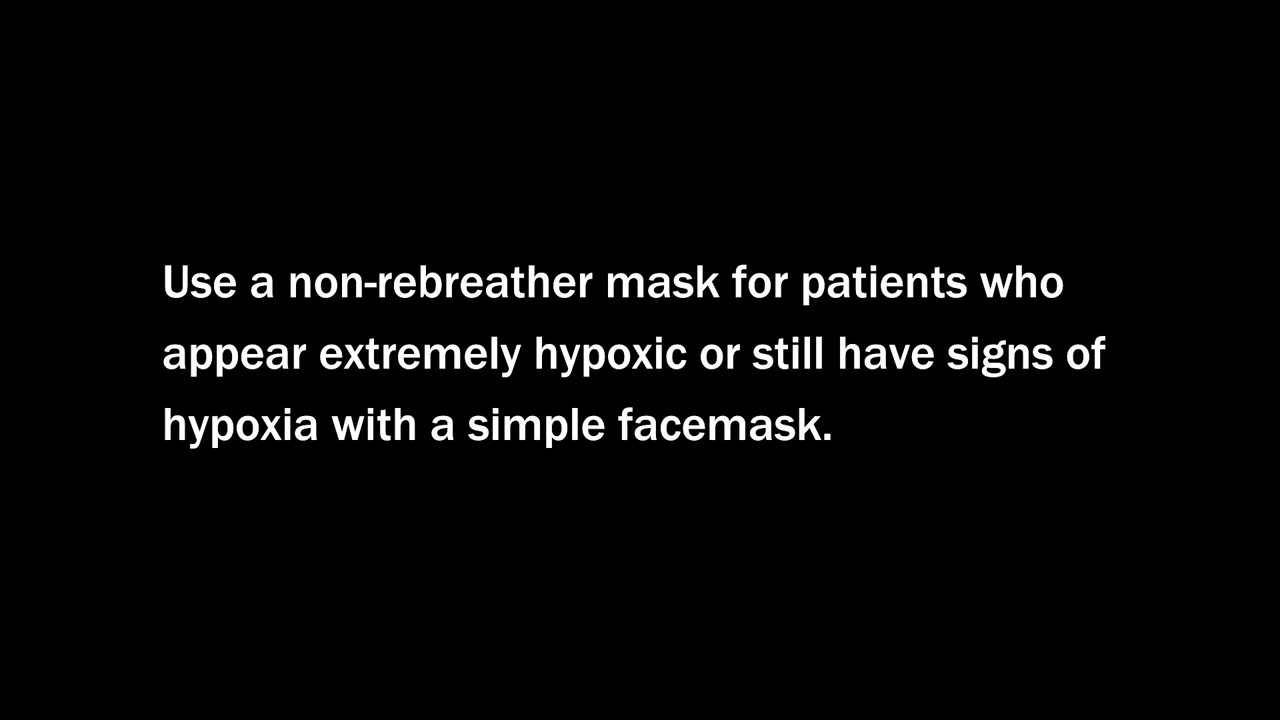 Use a non-rebreather mask for patients who
appear extremely hypoxic or still have signs of
hypoxia with a simple facemask.